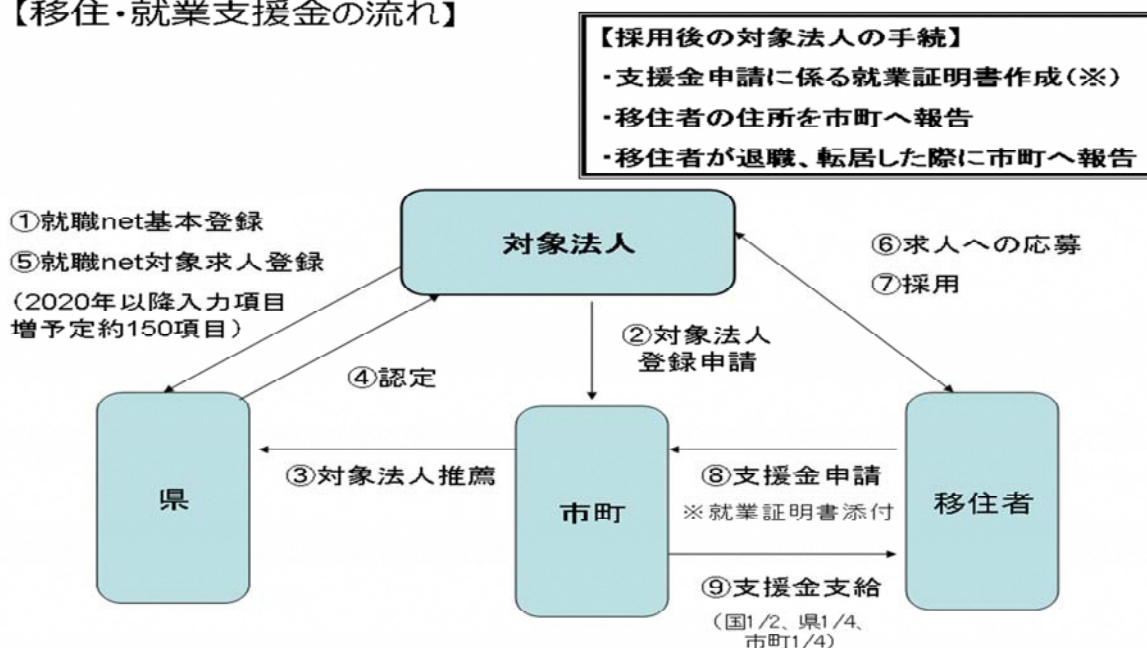 【移住・就業支援金の流れ】
【採用後の対象法人の手続】
・支援金申請に係る就業証明書作成(※)
・移住者の住所を市町へ報告
・移住者が退職、転居した際に市町へ報告
①就職net基本登録
⑤就職net対象求人登録
(2020年以降入力項目
増予定約150項目)
対象法人
⑥求人への応募
⑦採用
②対象法人
登録申請
④認定
県
③対象法人推薦
市町
⑧支援金申請
※就業証明書添付
移住者
⑨支援金支給
(国1/2、県1/4、
市町1/4)